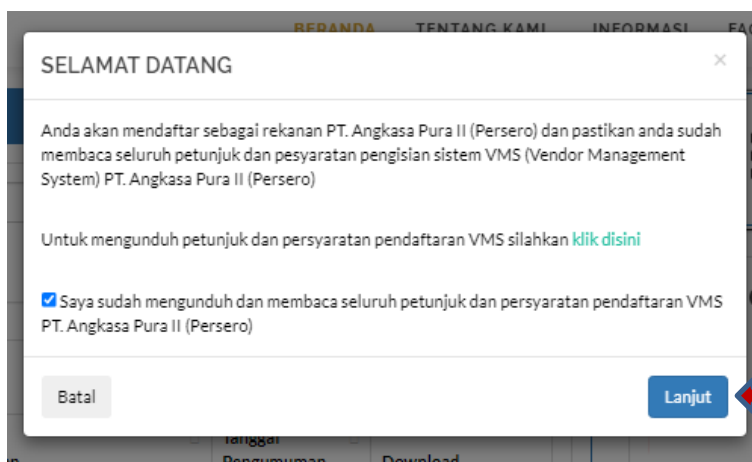 BERANDA TENTANG KAMI INFORMASI
SELAMAT DATANG ×
Anda akan mendaftar sebagai rekanan PT. Angkasa Pura II (Persero) dan pastikan anda sudah
membaca seluruh petunjuk dan pesyaratan pengisian sistem VMS (Vendor Management
System) PT. Angkasa Pura II (Persero)
Untuk mengunduh petunjuk dan persyaratan pendaftaran VMS silahkan klik disini
Saya sudah mengunduh dan membaca seluruh petunjuk dan persyaratan pendaftaran VMS
PT. Angkasa Pura II (Persero)
Batal Lanjut
Tanggal
Pengumuman Download